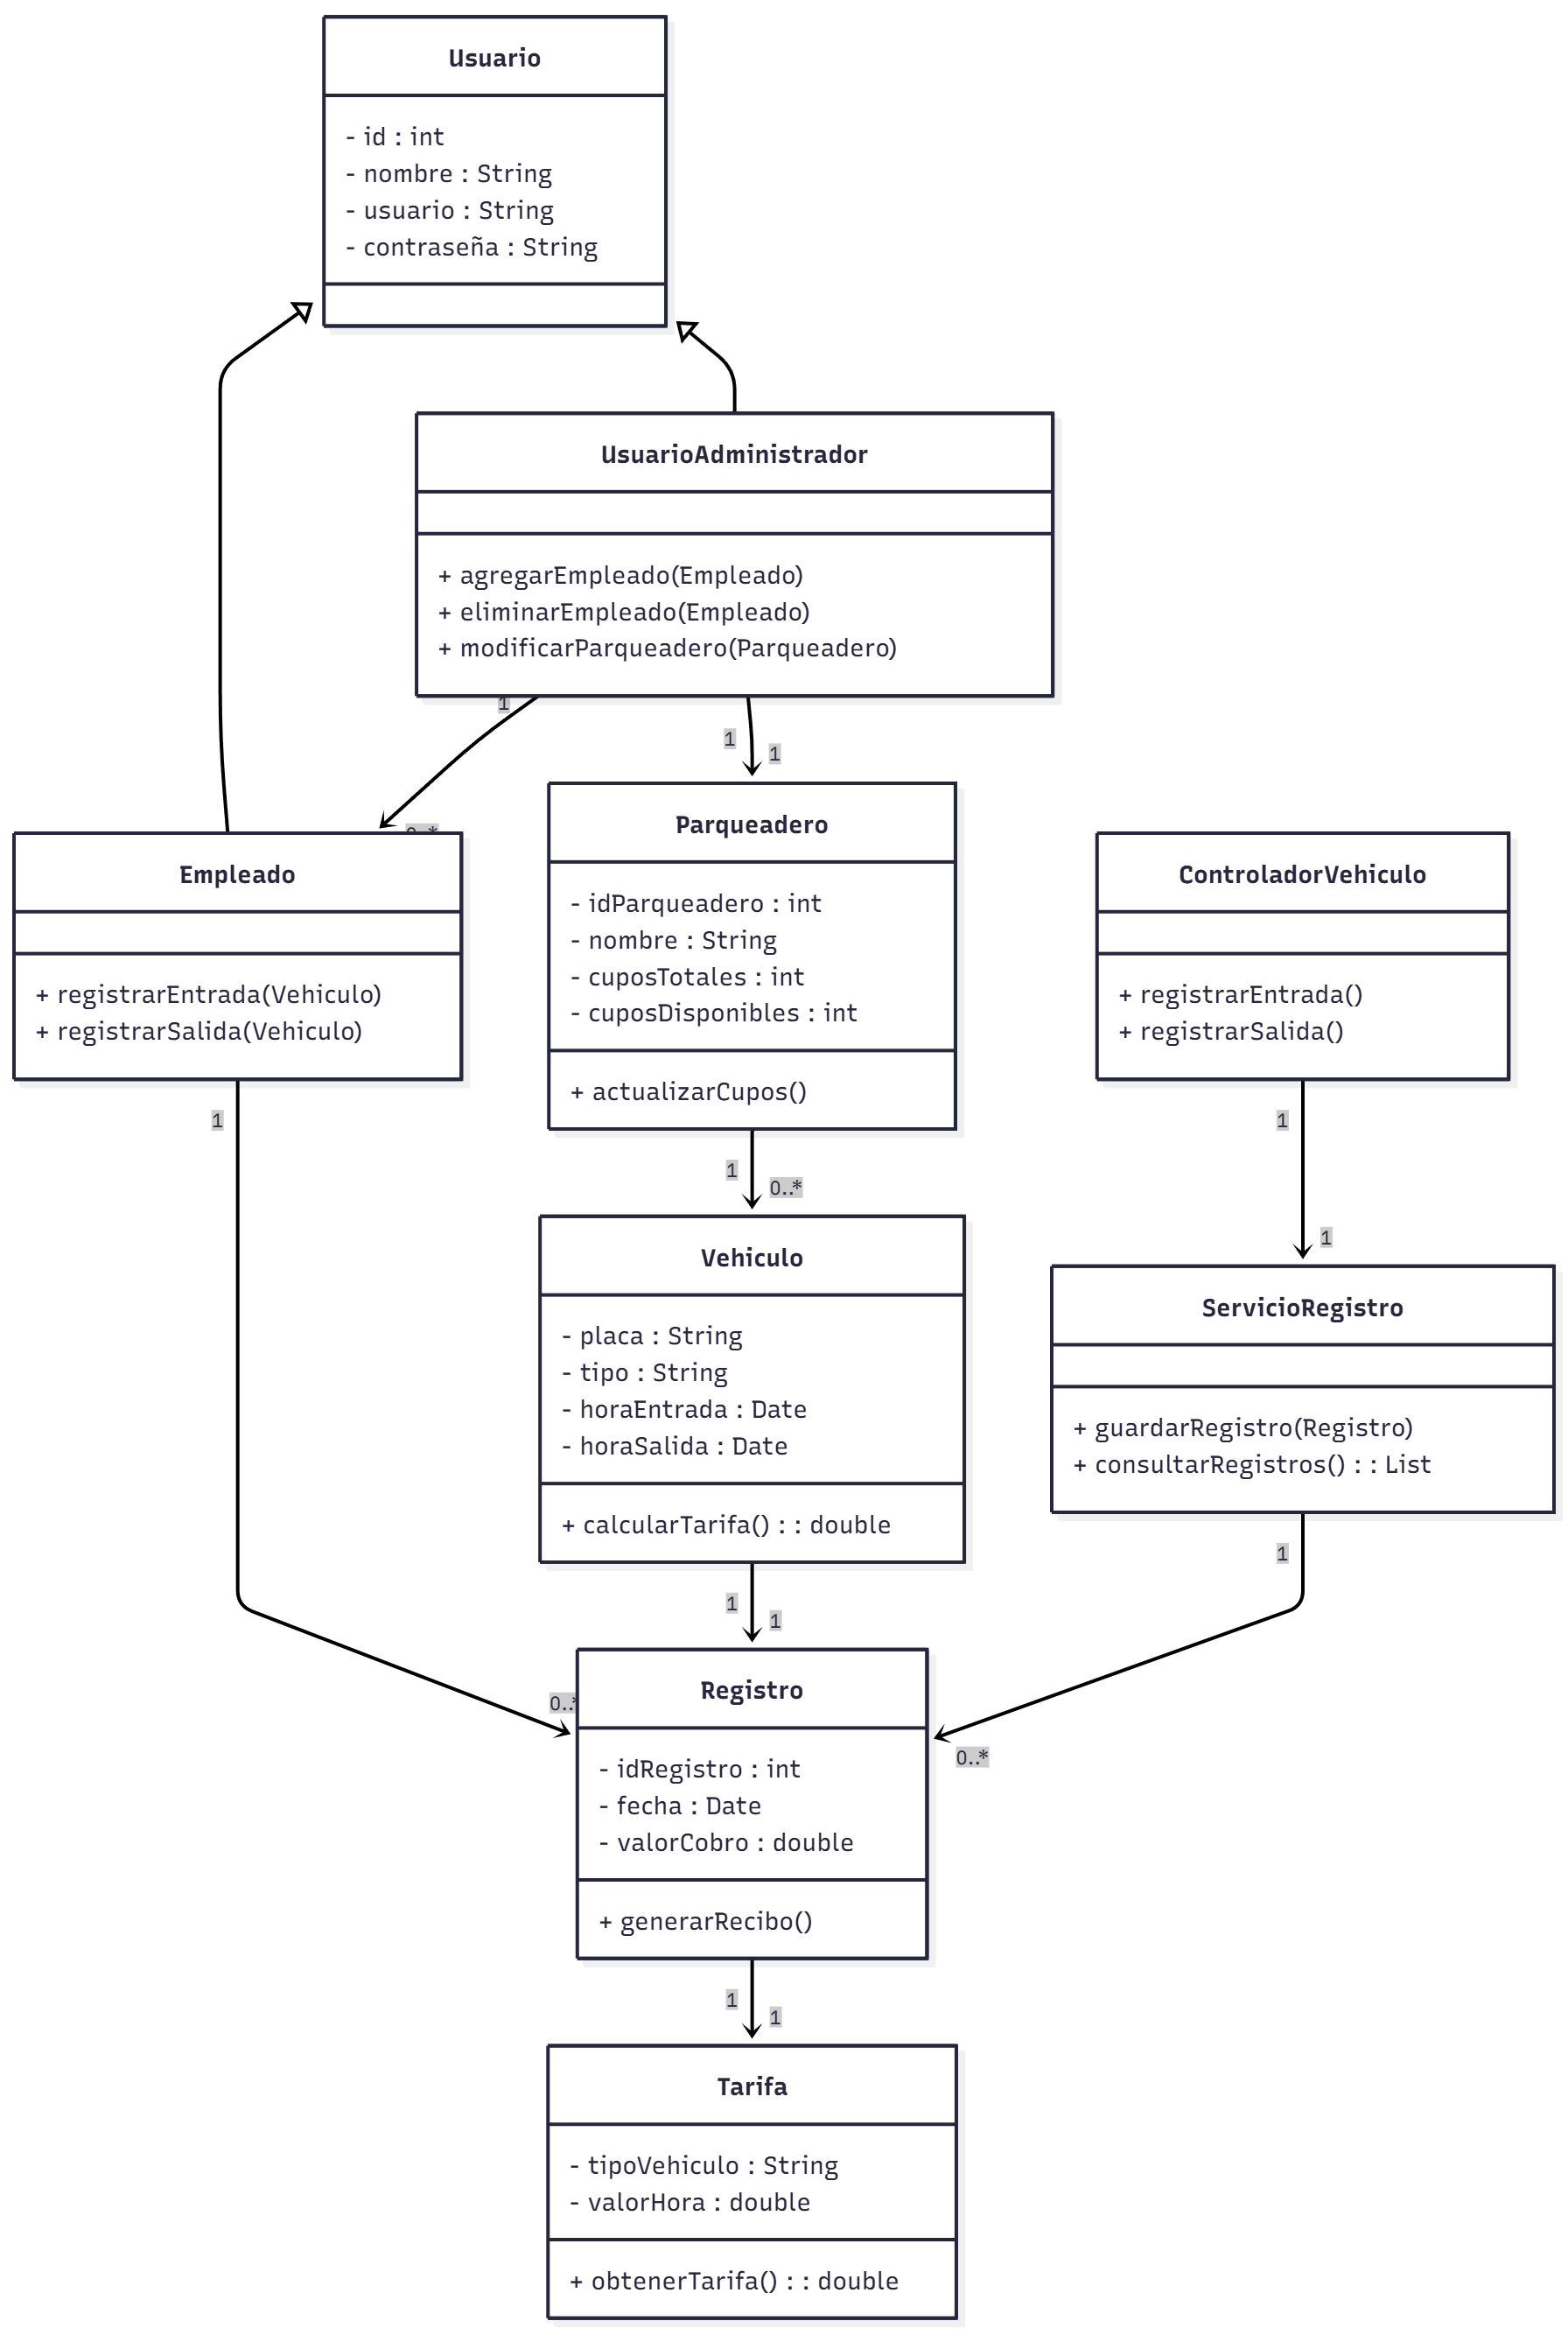 Usuario
- id : int
- nombre : String
- usuario : String
- contraseña : String
UsuarioAdministrador
+ agregarEmpleado(Empleado)
+ eliminarEmpleado(Empleado)
+ modificarParqueadero(Parqueadero)
1
0..*
1
1
Empleado
+ registrarEntrada(Vehiculo)
+ registrarSalida(Vehiculo)
Parqueadero
- idParqueadero : int
- nombre : String
- cuposTotales : int
- cuposDisponibles : int
+ actualizarCupos()
ControladorVehiculo
+ registrarEntrada()
+ registrarSalida()
1
1
0..*
1
1
Vehiculo
- placa : String
- tipo : String
- horaEntrada : Date
- horaSalida : Date
+ calcularTarifa() : : double
ServicioRegistro
+ guardarRegistro(Registro)
+ consultarRegistros() : : List
1
1
1
0..*
0..*
Registro
- idRegistro : int
- fecha : Date
- valorCobro : double
+ generarRecibo()
1
1
Tarifa
- tipoVehiculo : String
- valorHora : double
+ obtenerTarifa() : : double